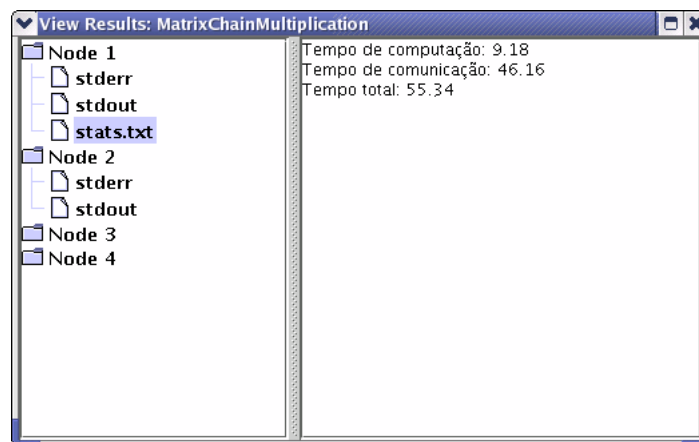 View Results: MatrixChainMultiplication
Node 1
stderr
stdout
stats.txt
Node 2
stderr
stdout
Node 3
Node 4
Tempo de computação: 9.18
Tempo de comunicação: 46.16
Tempo total: 55.34